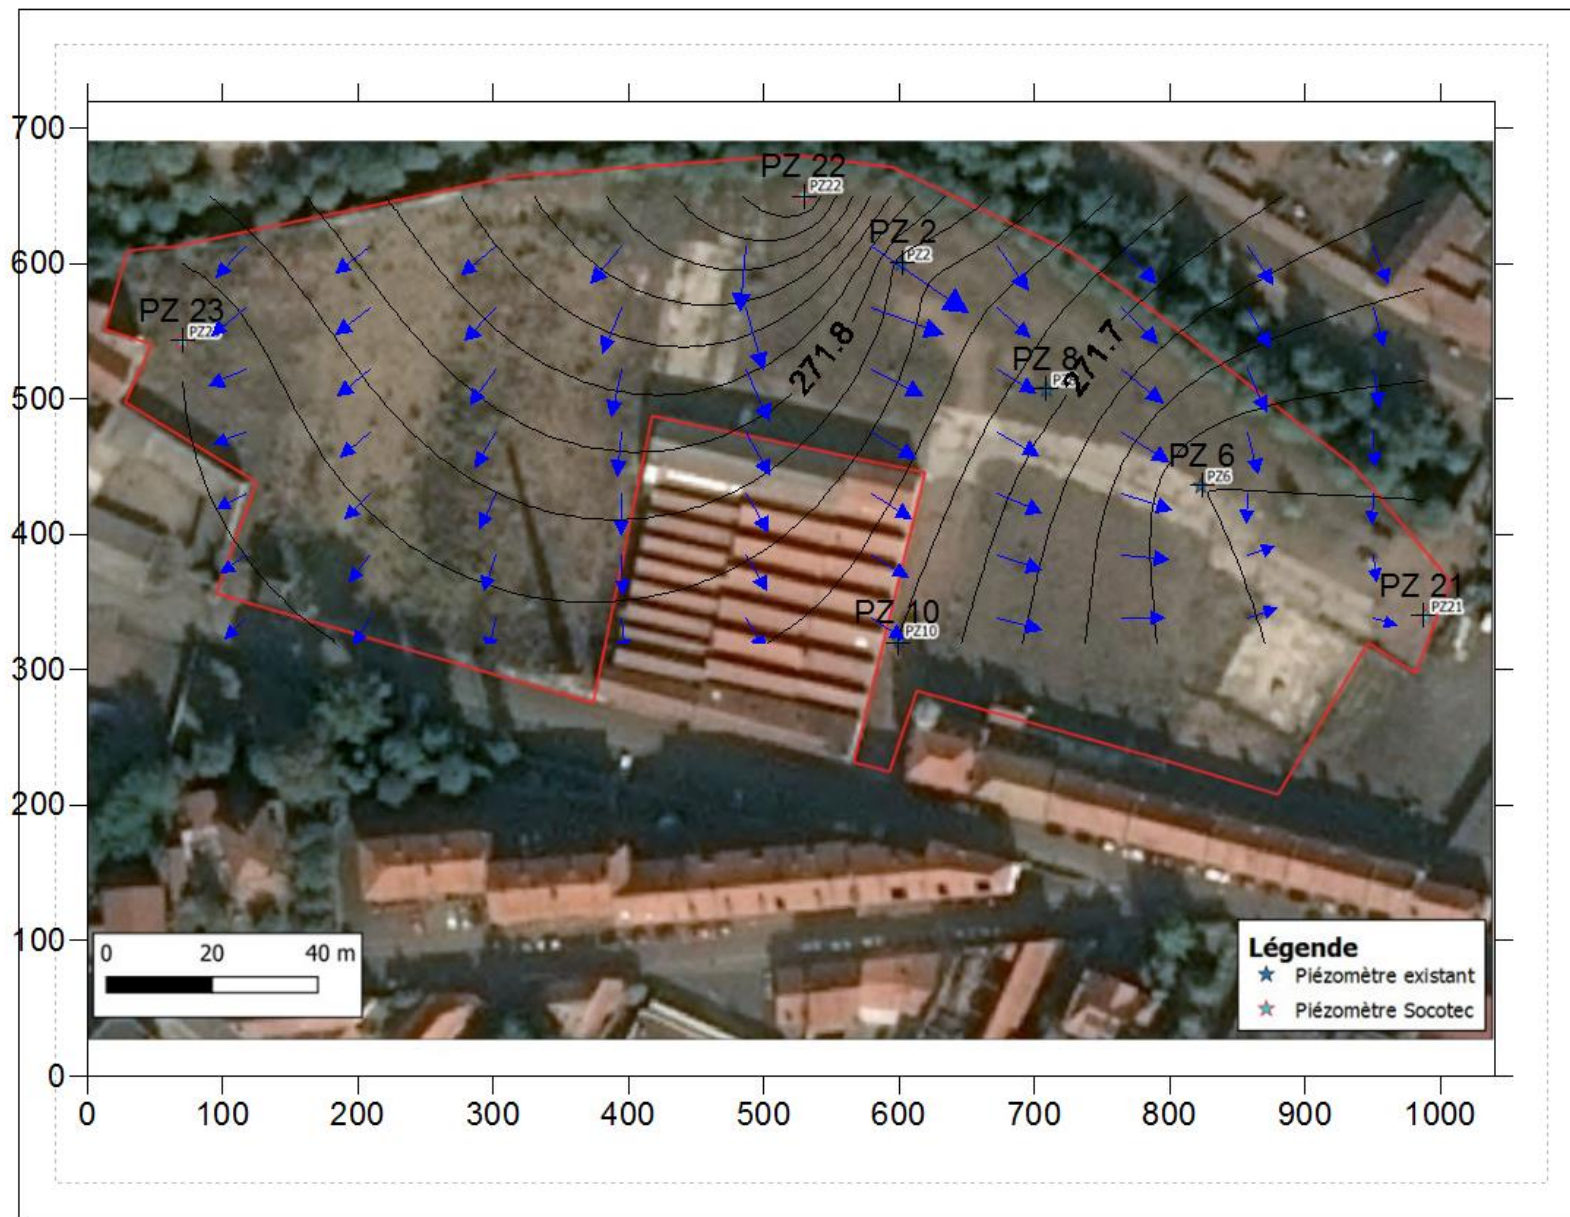 700
600
500
400
300
200
100
0
0 100 200 300 400 500 600 700 800 900 1000
PZ 22
PZ22
PZ 2
PZ2
PZ 23
PZ 8
271.8
271.7
PZ 6
PZ6
PZ 21
PZ21
PZ 10
PZ10
0 20 40 m
Légende
Piézomètre existant
Piézomètre Socotec